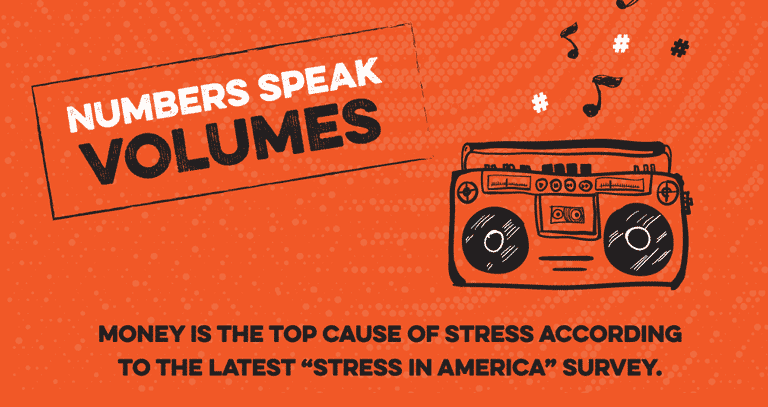 NUMBERS SPEAK
VOLUMES
# #
#
MONEY IS THE TOP CAUSE OF STRESS ACCORDING
TO THE LATEST “STRESS IN AMERICA” SURVEY.